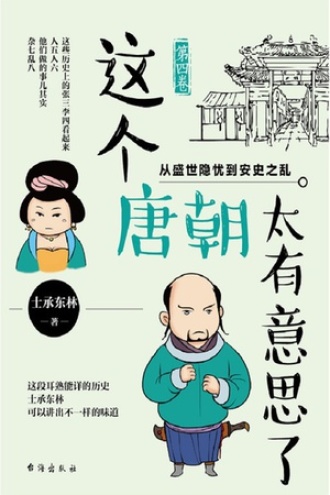 这些历史上的张三李四看起来
人五人六
他们做的事儿其实
杂七乱八
第四卷
这个
唐朝
太有意思了
从盛世隐忧到安史之乱
士承东林
—著—
这段耳熟能详的历史
士承东林
可以讲出不一样的味道
台海出版社